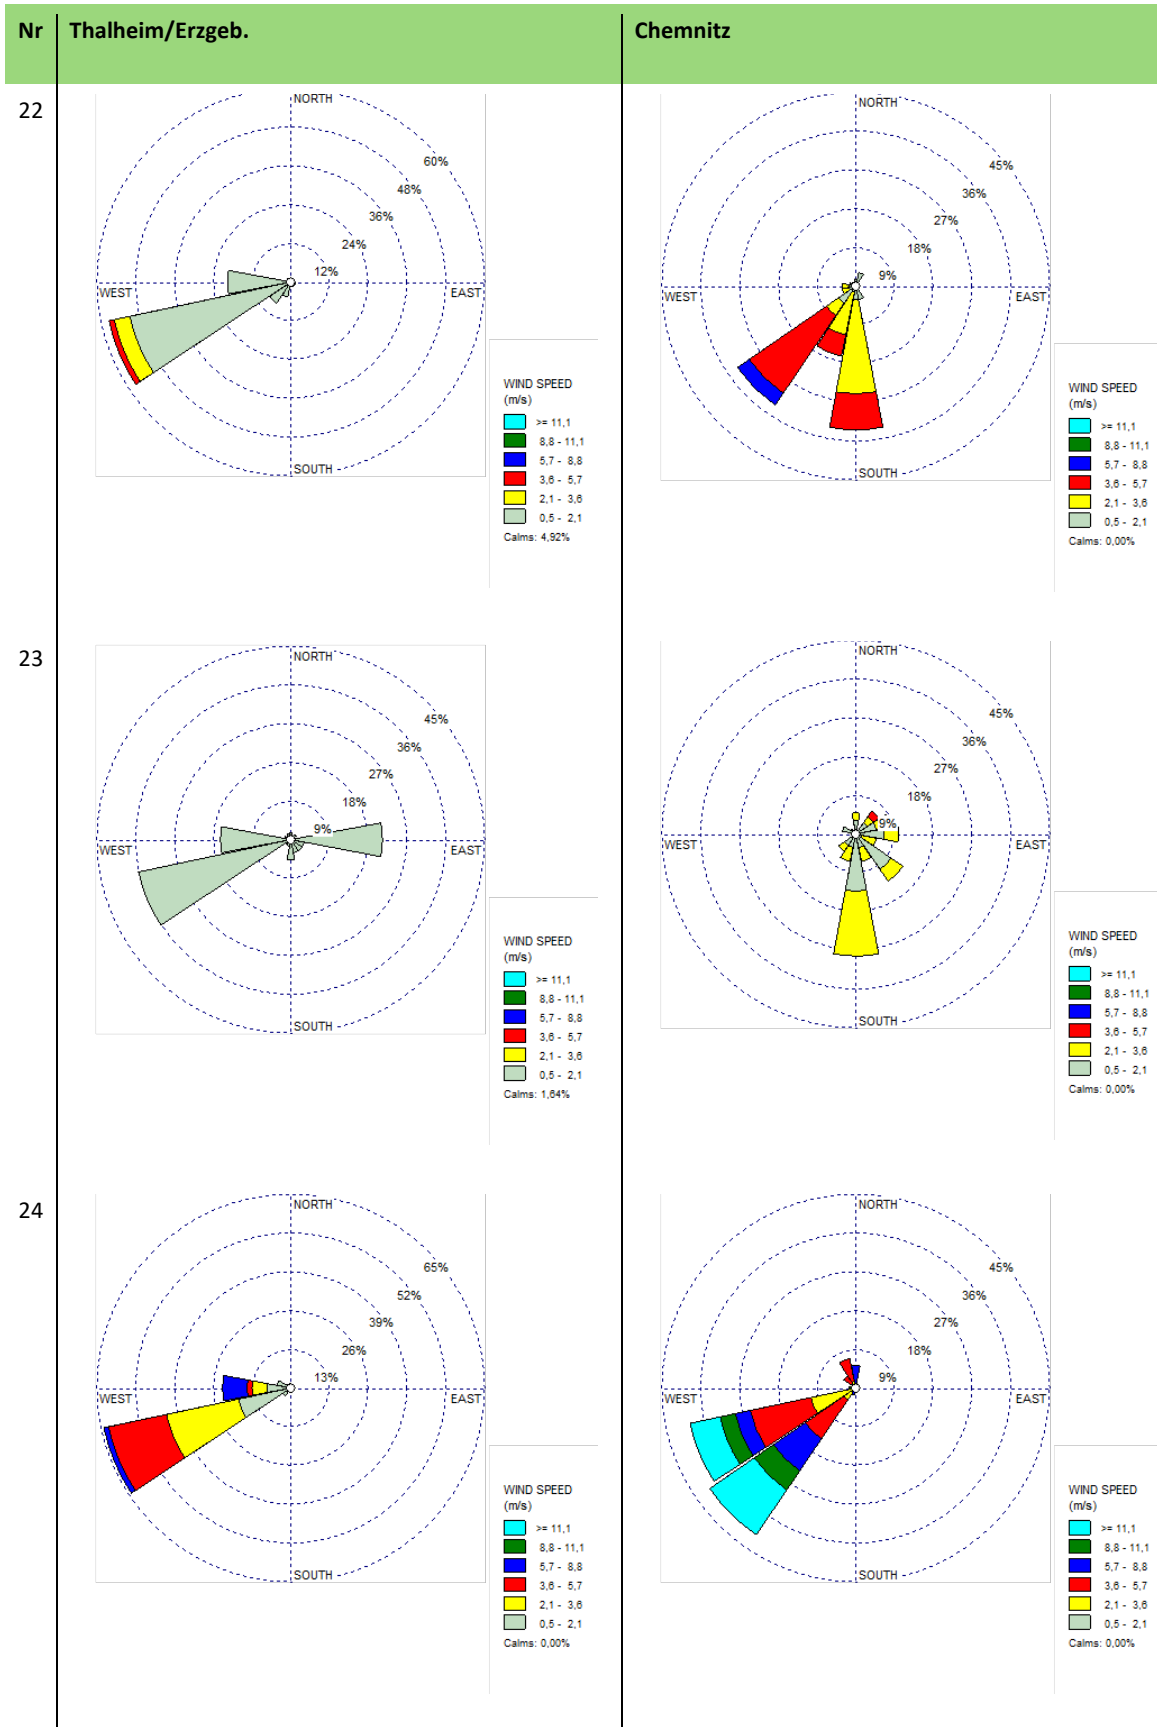 Nr Thalheim/Erzgeb. Chemnitz
22
NORTH
60%
48%
36%
24%
12%
WEST
EAST
SOUTH
WIND SPEED
(m/s)
>= 11,1
8,8 - 11,1
5,7 - 8,8
3,6 - 5,7
2,1 - 3,6
0,5 - 2,1
Calms: 4,92%
NORTH
45%
36%
27%
18%
9%
WEST
EAST
SOUTH
WIND SPEED
(m/s)
>= 11,1
8,8 - 11,1
5,7 - 8,8
3,6 - 5,7
2,1 - 3,6
0,5 - 2,1
Calms: 0,00%
23
NORTH
45%
36%
27%
18%
9%
WEST
EAST
SOUTH
WIND SPEED
(m/s)
>= 11,1
8,8 - 11,1
5,7 - 8,8
3,6 - 5,7
2,1 - 3,6
0,5 - 2,1
Calms: 1,64%
NORTH
45%
36%
27%
18%
9%
WEST
EAST
SOUTH
WIND SPEED
(m/s)
>= 11,1
8,8 - 11,1
5,7 - 8,8
3,6 - 5,7
2,1 - 3,6
0,5 - 2,1
Calms: 0,00%
24
NORTH
65%
52%
39%
26%
13%
WEST
EAST
SOUTH
WIND SPEED
(m/s)
>= 11,1
8,8 - 11,1
5,7 - 8,8
3,6 - 5,7
2,1 - 3,6
0,5 - 2,1
Calms: 0,00%
NORTH
45%
36%
27%
18%
9%
WEST
EAST
SOUTH
WIND SPEED
(m/s)
>= 11,1
8,8 - 11,1
5,7 - 8,8
3,6 - 5,7
2,1 - 3,6
0,5 - 2,1
Calms: 0,00%